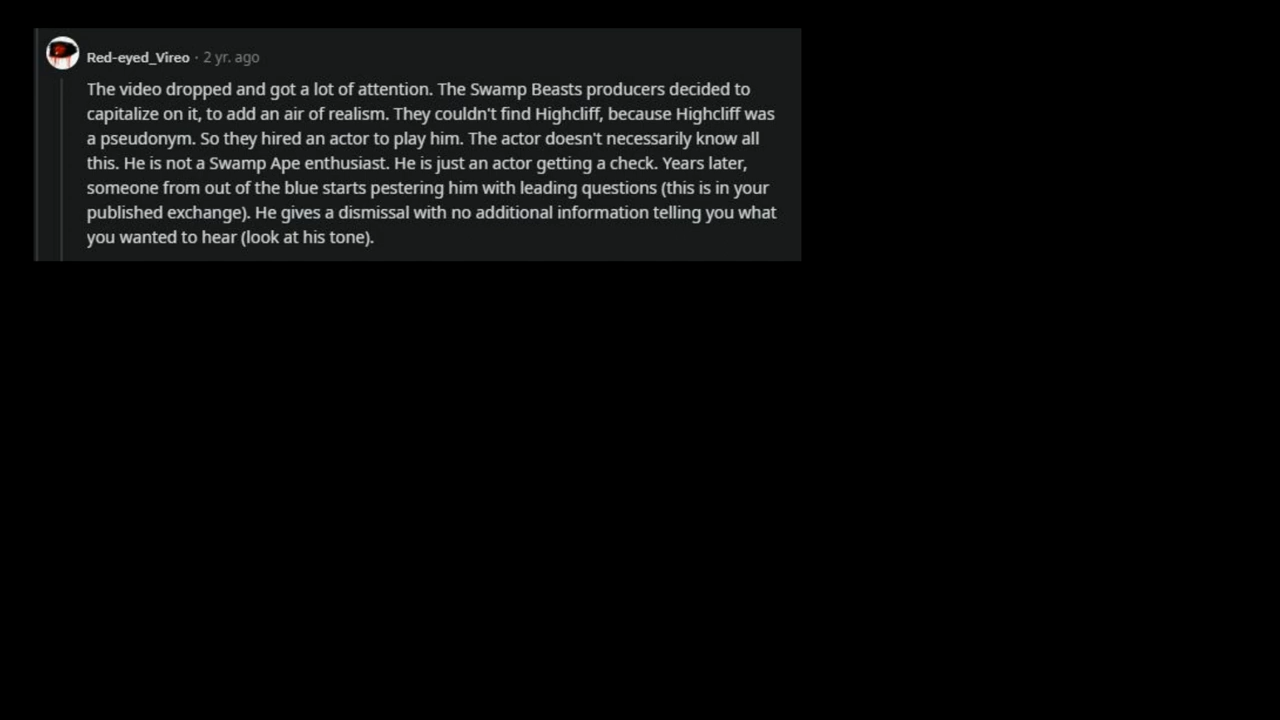 Red-eyed_Vireo · 2 yr. ago
The video dropped and got a lot of attention. The Swamp Beasts producers decided to
capitalize on it, to add an air of realism. They couldn't find Highcliff, because Highcliff was
a pseudonym. So they hired an actor to play him. The actor doesn't necessarily know all
this. He is not a Swamp Ape enthusiast. He is just an actor getting a check. Years later,
someone from out of the blue starts pestering him with leading questions (this is in your
published exchange). He gives a dismissal with no additional information telling you what
you wanted to hear (look at his tone).